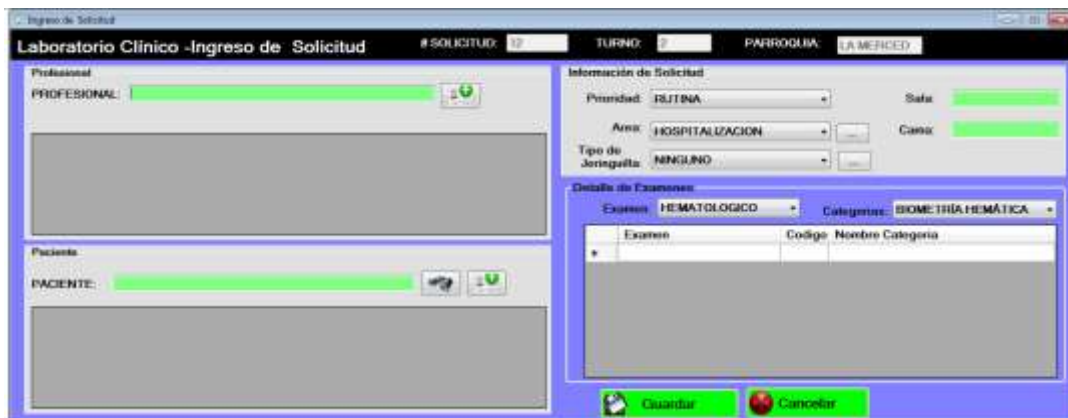 Ingreso de Solicitud
Laboratorio Clínico -Ingreso de Solicitud
# SOLICITUD: 12
TURNO: 2
PARROQUIA: LA MERCED
Profesional
PROFESIONAL:
Paciente
PACIENTE:
Información de Solicitud
Prioridad: RUTINA
Sala:
Area: HOSPITALIZACION
...
Cama:
Tipo de
Jeringuilla: NINGUNO
...
Detalle de Examenes
Examen: HEMATOLOGICO
Categorias: BIOMETRÍA HEMÁTICA
Examen Codigo Nombre Categoria
Guardar
Cancelar